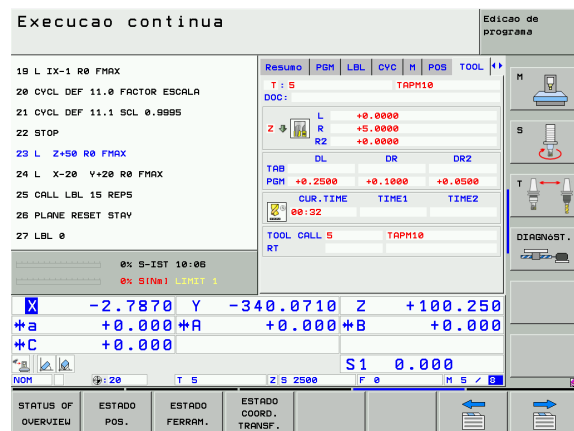 Execucao continua
Edicao de
programa
19 L IX-1 R0 FMAX
20 CYCL DEF 11.0 FACTOR ESCALA
21 CYCL DEF 11.1 SCL 0.9995
22 STOP
23 L Z+50 R0 FMAX
24 L X-20 Y+20 R0 FMAX
25 CALL LBL 15 REP5
26 PLANE RESET STAY
27 LBL 0
0% S-IST 10:06
0% S[Nm] LIMIT 1
Resumo PGM LBL CYC M POS TOOL
T : 5 TAPM10
DOC:
L +0.0000
Z R +5.0000
R2 +0.0000
DL DR DR2
TAB
PGM +0.2500 +0.1000 +0.0500
CUR.TIME TIME1 TIME2
00:32
TOOL CALL 5 TAPM10
RT
M
S
T
DIAGNóST.
X -2.7870 Y -340.0710 Z +100.250
a +0.000 A +0.000 B +0.000
C +0.000
S1 0.000
NOM : 20 T 5 Z S 2500 F 0 M 5 / 8
STATUS OF
OVERVIEW
ESTADO
POS.
ESTADO
FERRAM.
ESTADO
COORD.
TRANSF.